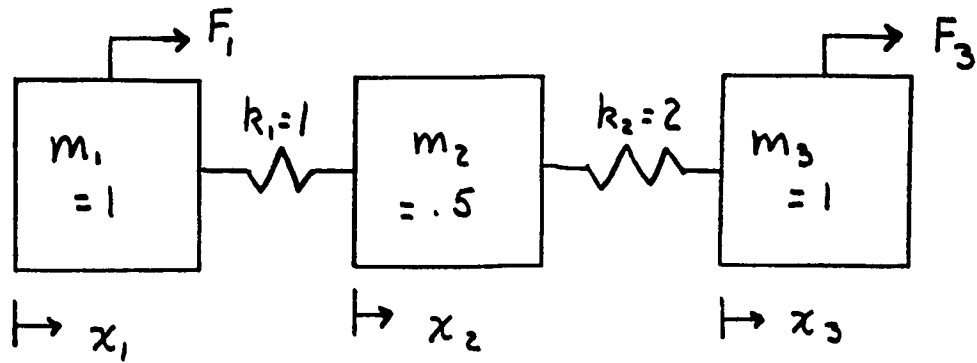 F₁
F₃
k₁=1
k₂=2
m₁
= 1
m₂
= .5
m₃
= 1
x₁
x₂
x₃